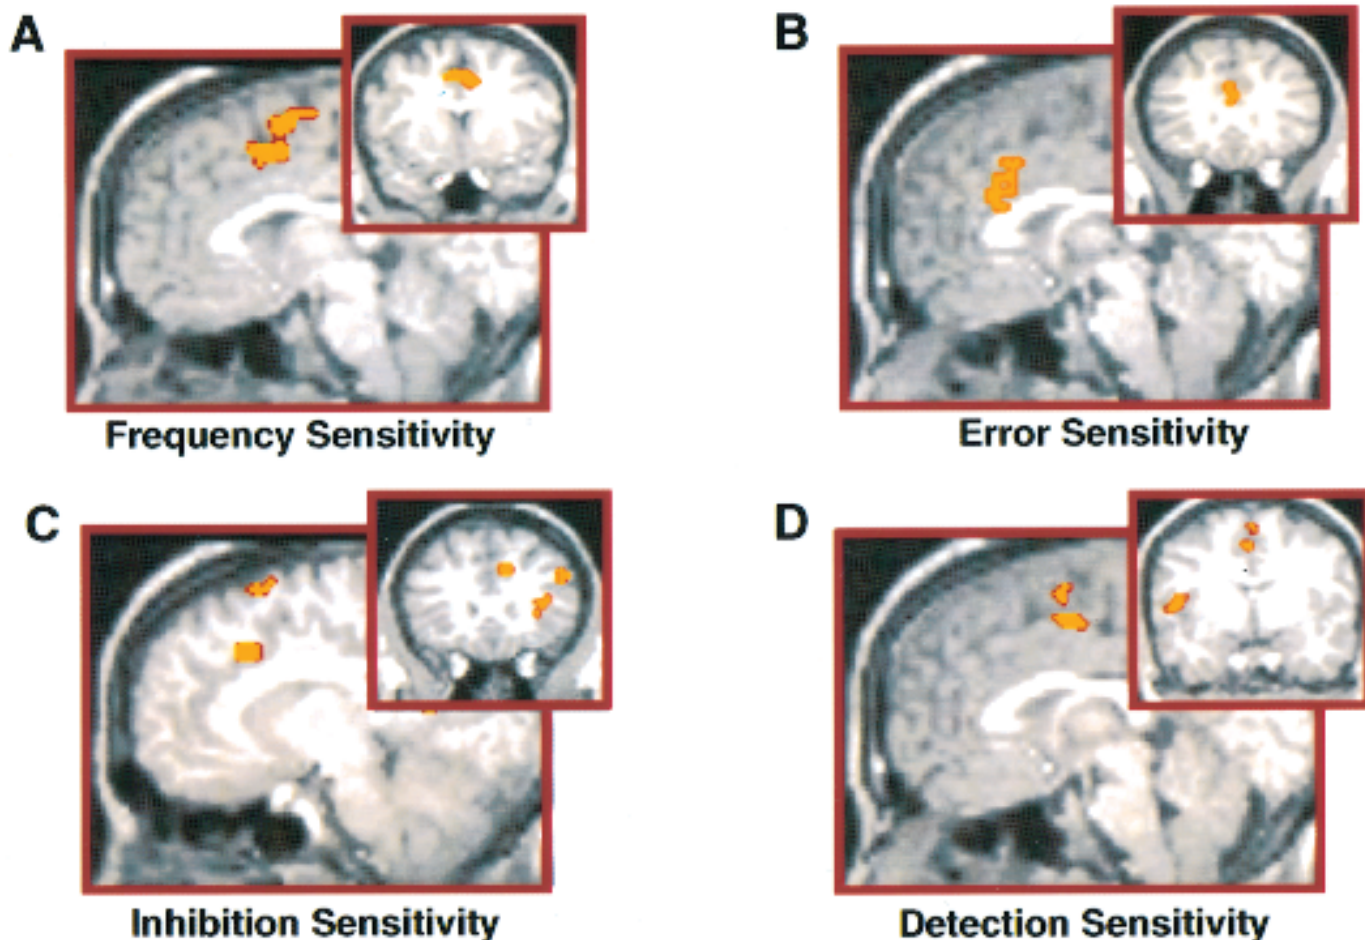 A
B
Frequency Sensitivity
Error Sensitivity
C
D
Inhibition Sensitivity
Detection Sensitivity